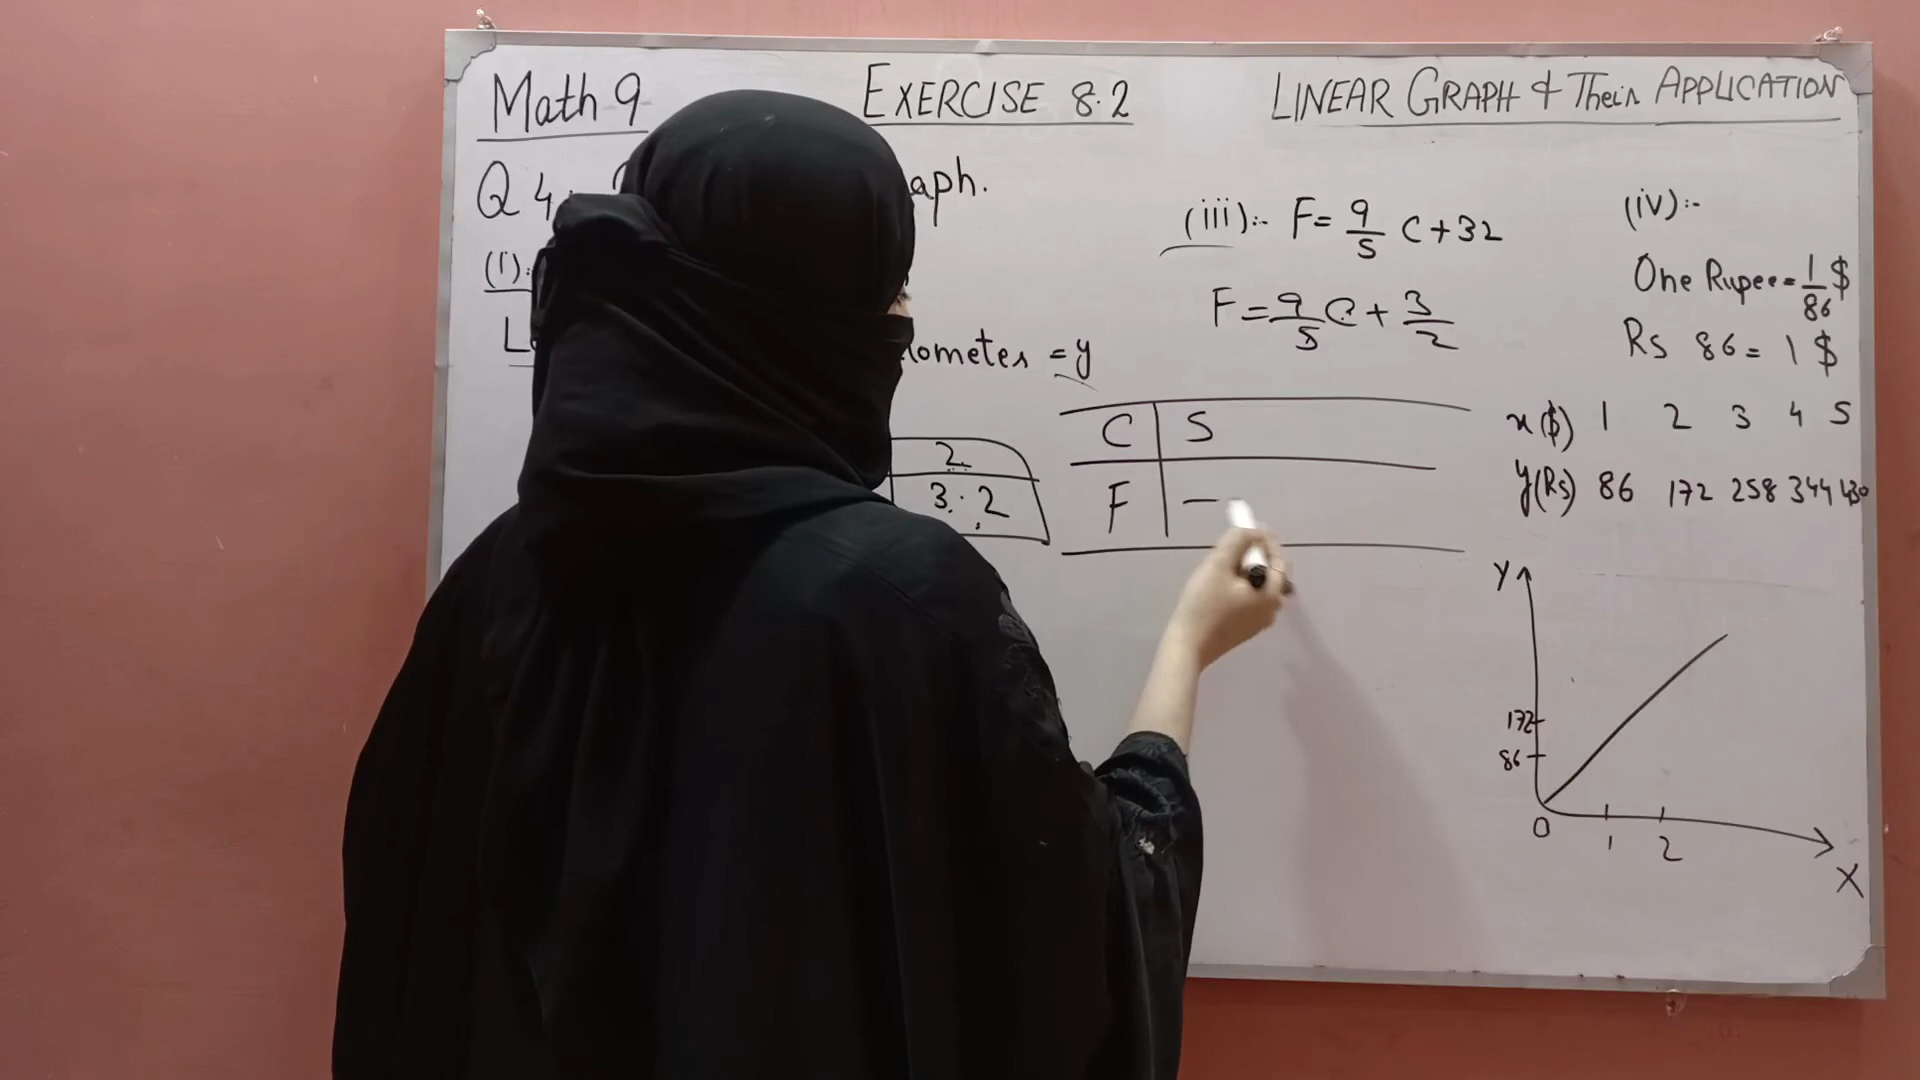 Math 9
EXERCISE 8.2
LINEAR GRAPH & Their APPLICATION
Q 4. aph.
(i):
L
lometer = y
2
3.2
(iii):- F = 9/5 C + 32
F = 9/5 C + 3/2
C | 5
F | —
(iv):-
One Rupee = 1/86 $
Rs 86 = 1 $
x($) 1 2 3 4 5
y(Rs) 86 172 258 344 430
Y
172
86
0 1 2
X